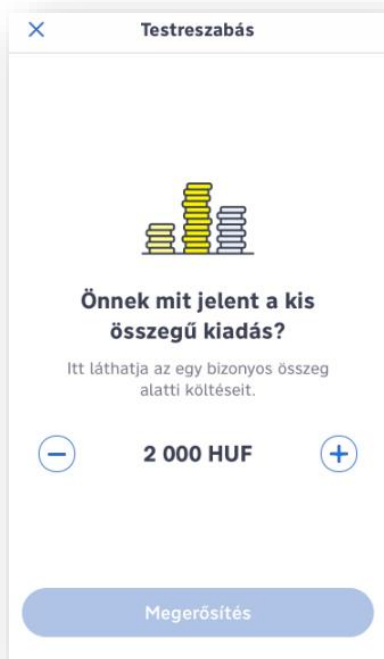 Testreszabás
Önnek mit jelent a kis
összegű kiadás?
Itt láthatja az egy bizonyos összeg
alatti költéseit.
2 000 HUF
Megerősítés